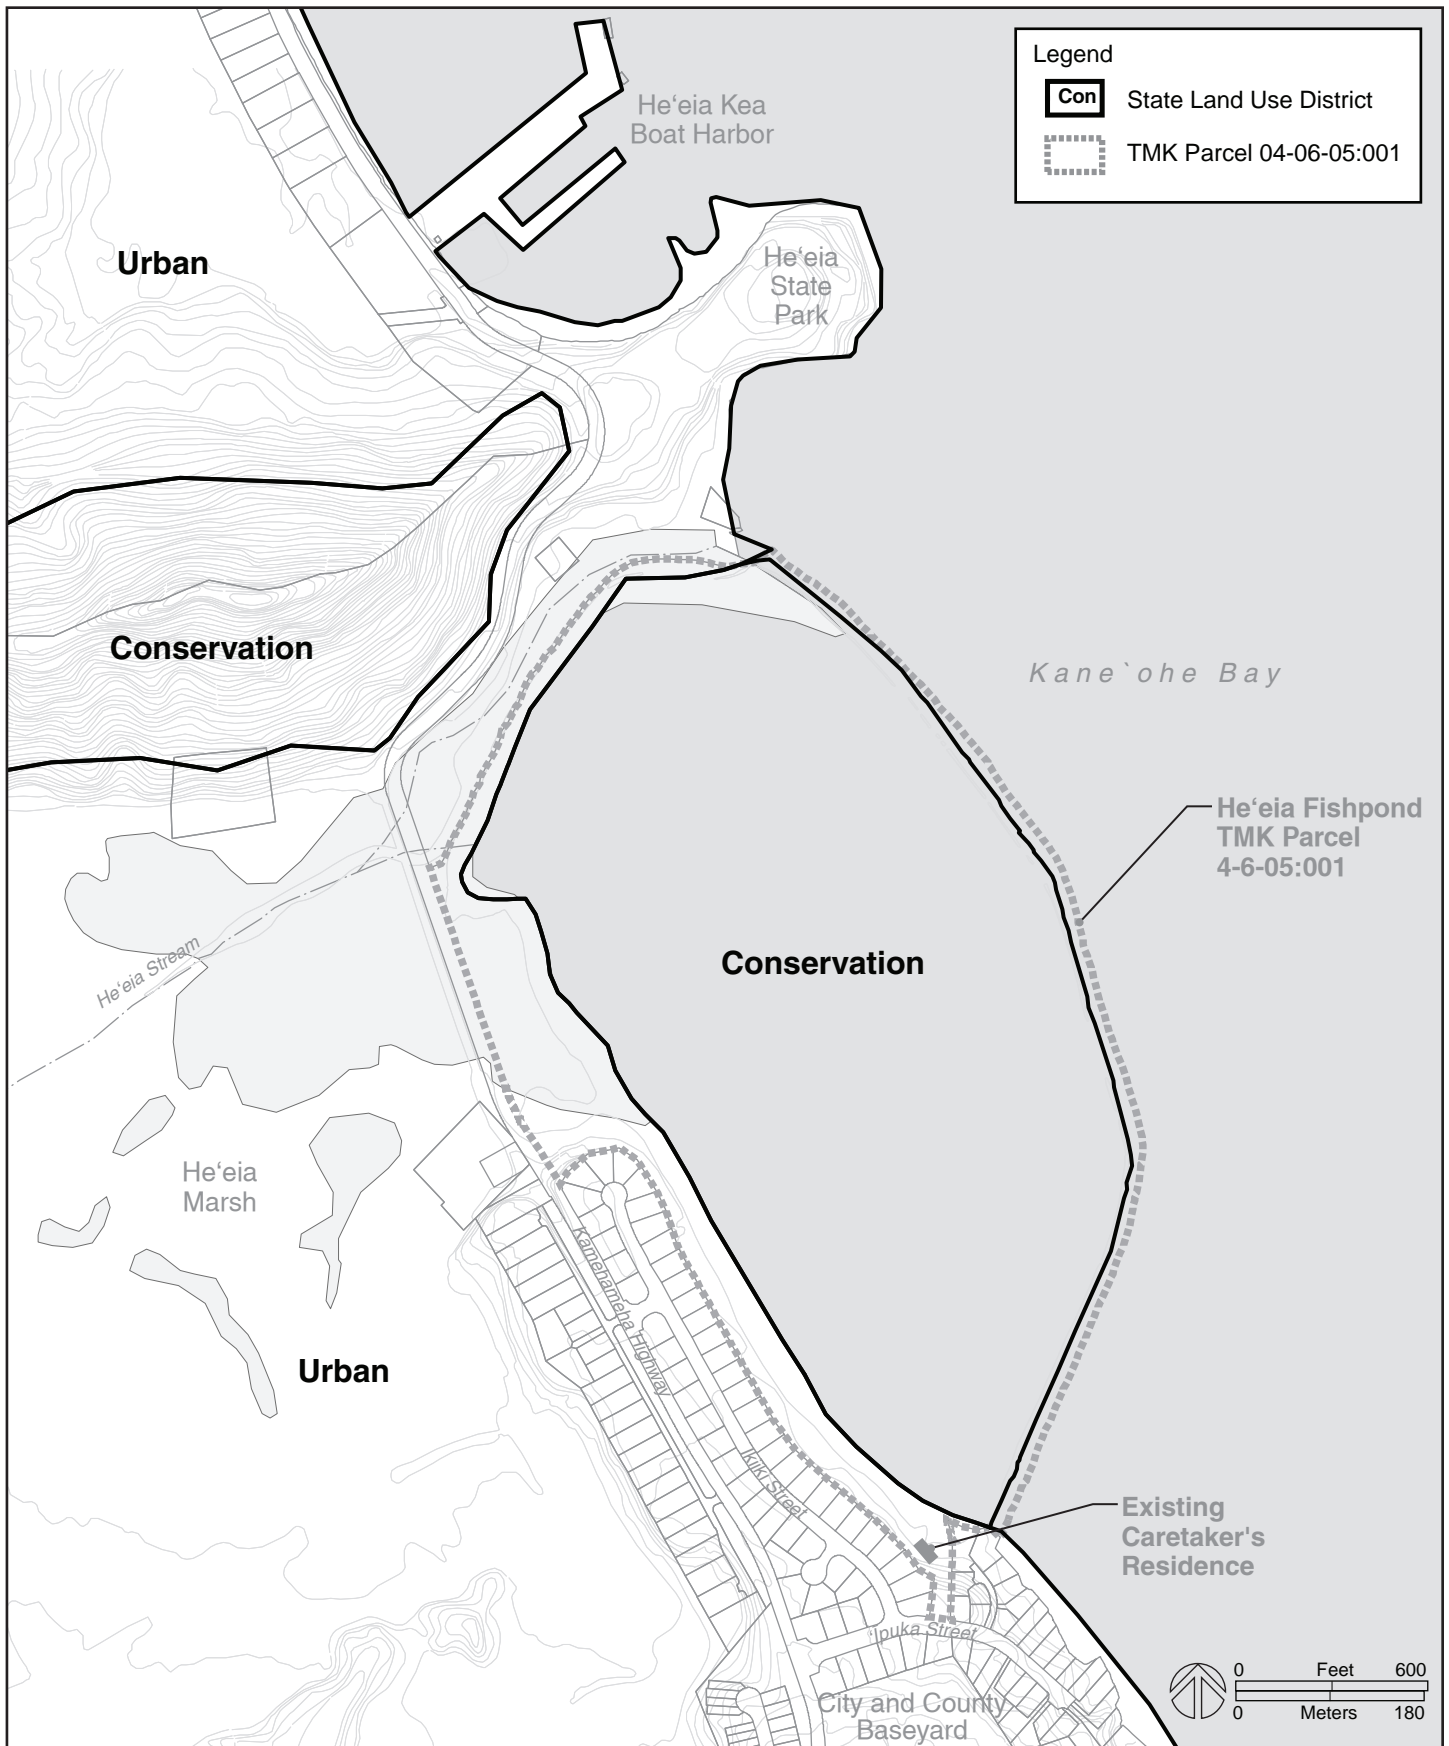 Legend
Con
State Land Use District
TMK Parcel 04-06-05:001
He‘eia Kea
Boat Harbor
Urban
He‘eia
State
Park
Conservation
Kane`ohe Bay
He‘eia Fishpond
TMK Parcel
4-6-05:001
Conservation
He‘eia Stream
He‘eia
Marsh
Kamehameha Highway
Urban
Ikiki Street
Existing
Caretaker's
Residence
‘Ipuka Street
City and County
Baseyard
0 Feet 600
0 Meters 180